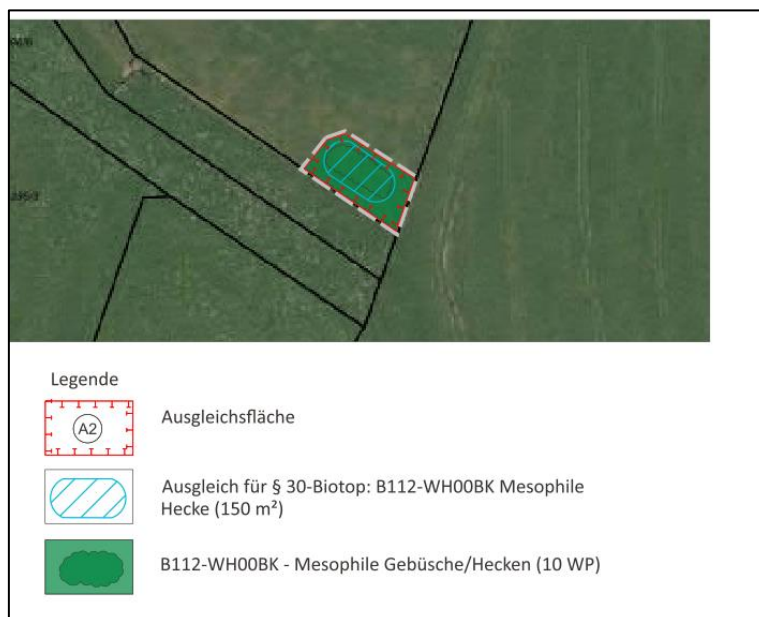 Legende
A2
Ausgleichsfläche
Ausgleich für § 30-Biotop: B112-WH00BK Mesophile
Hecke (150 m²)
B112-WH00BK - Mesophile Gebüsche/Hecken (10 WP)